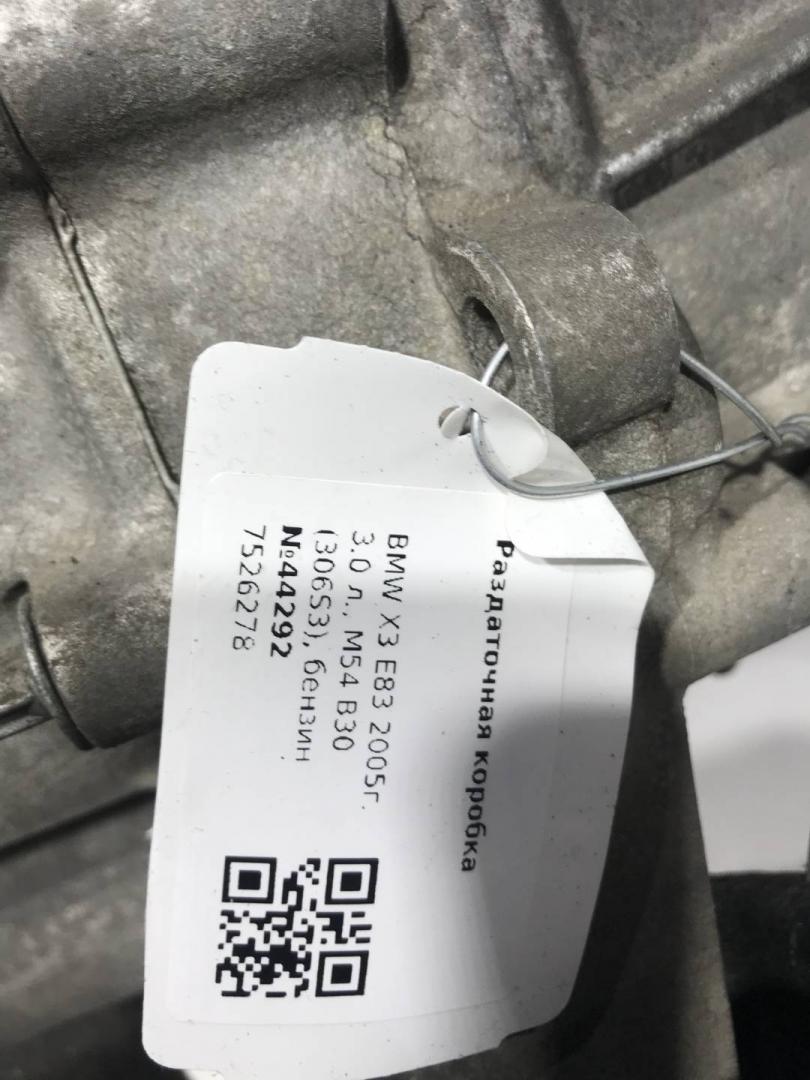 Раздаточная коробка
BMW X3 E83 2005г.
3.0 л., M54 B30
(306S3), бензин
№44292
7526278